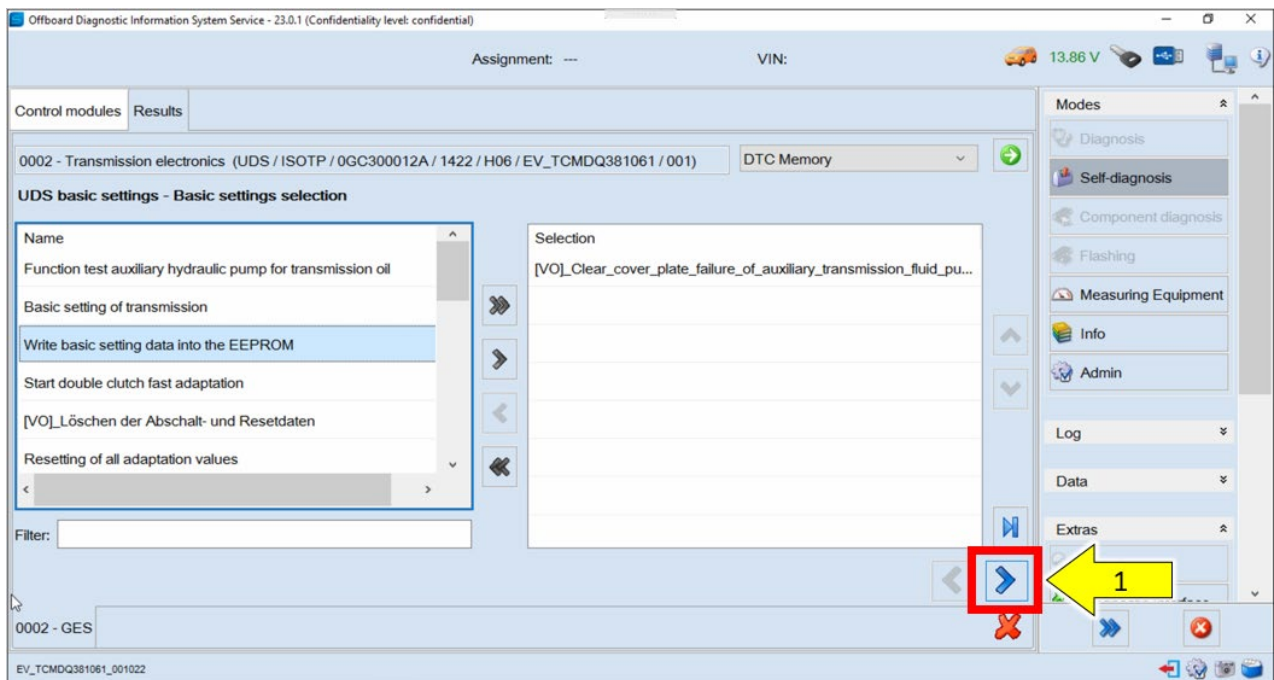 Offboard Diagnostic Information System Service - 23.0.1 (Confidentiality level: confidential)
Assignment: ---
VIN:
13.86 V
Control modules
Results
0002 - Transmission electronics (UDS / ISOTP / 0GC300012A / 1422 / H06 / EV_TCMDQ381061 / 001)
DTC Memory
UDS basic settings - Basic settings selection
Name
Function test auxiliary hydraulic pump for transmission oil
Basic setting of transmission
Write basic setting data into the EEPROM
Start double clutch fast adaptation
[VO]_Löschen der Abschalt- und Resetdaten
Resetting of all adaptation values
Filter:
Selection
[VO]_Clear_cover_plate_failure_of_auxiliary_transmission_fluid_pu...
1
Modes
Diagnosis
Self-diagnosis
Component diagnosis
Flashing
Measuring Equipment
Info
Admin
Log
Data
Extras
0002 - GES
EV_TCMDQ381061_001022